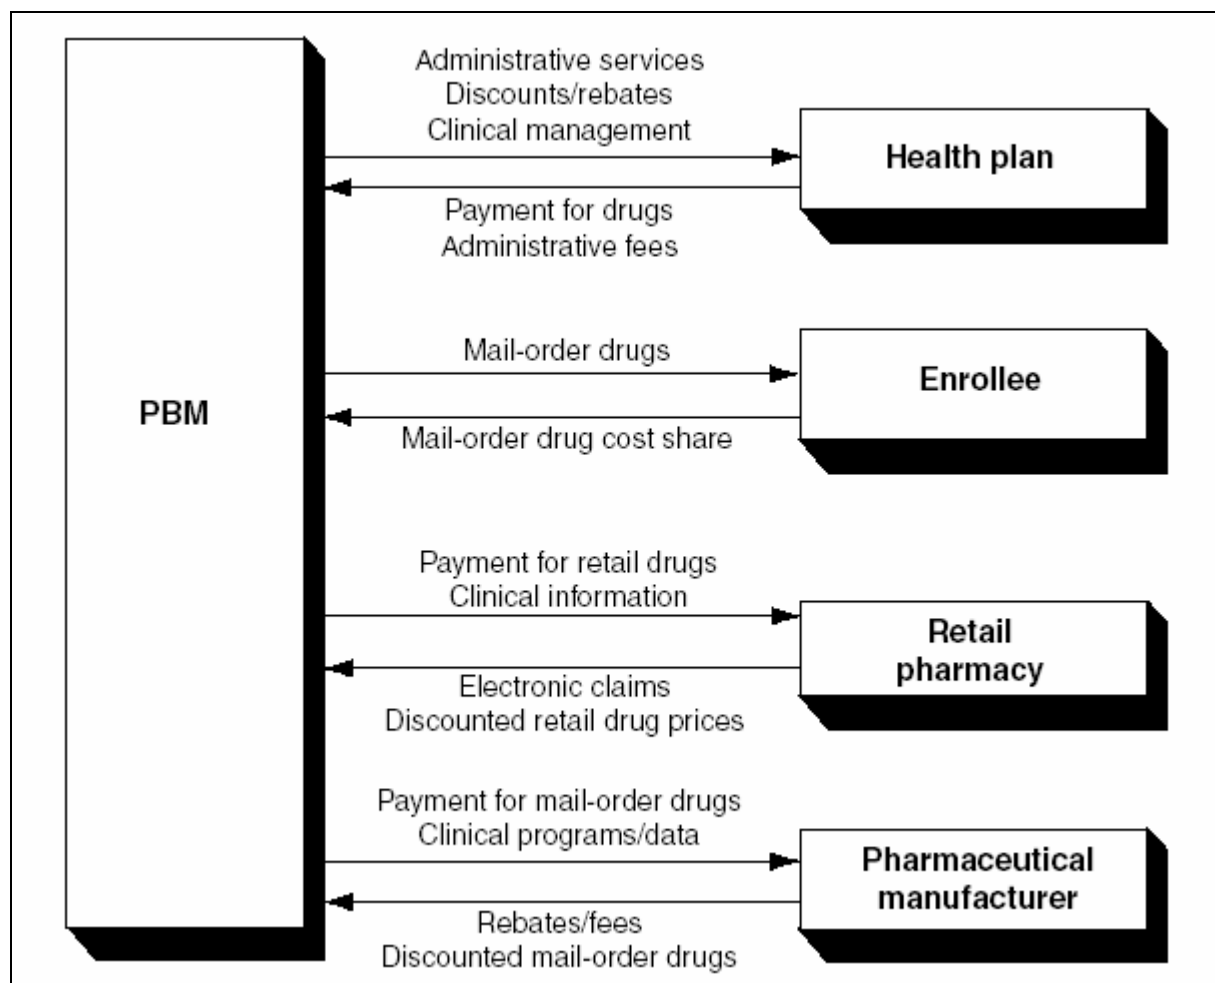 Administrative services
Discounts/rebates
Clinical management
Health plan
Payment for drugs
Administrative fees
Mail-order drugs
Enrollee
PBM
Mail-order drug cost share
Payment for retail drugs
Clinical information
Retail
pharmacy
Electronic claims
Discounted retail drug prices
Payment for mail-order drugs
Clinical programs/data
Pharmaceutical
manufacturer
Rebates/fees
Discounted mail-order drugs